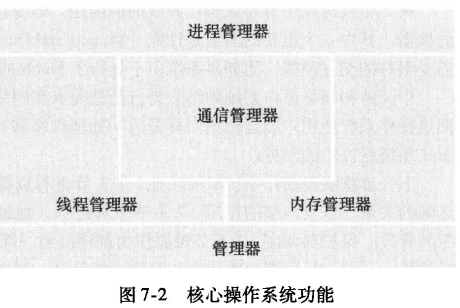 进程管理器
通信管理器
线程管理器 内存管理器
管理器
图7-2 核心操作系统功能